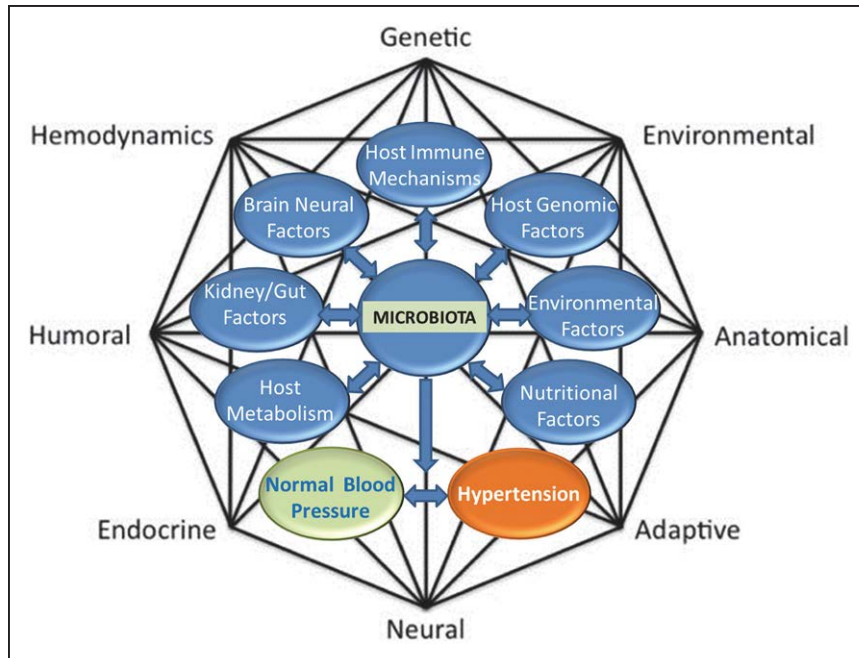 Genetic
Hemodynamics
Environmental
Host Immune
Mechanisms
Brain Neural
Factors
Host Genomic
Factors
Kidney/Gut
Factors
MICROBIOTA
Environmental
Factors
Humoral
Anatomical
Host
Metabolism
Nutritional
Factors
Normal Blood
Pressure
Hypertension
Endocrine
Adaptive
Neural